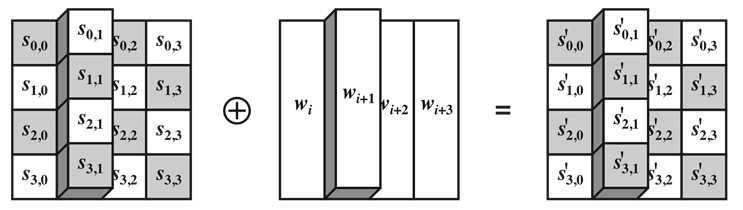 s0,0 s0,1 s0,2 s0,3
s1,0 s1,1 s1,2 s1,3
s2,0 s2,1 s2,2 s2,3
s3,0 s3,1 s3,2 s3,3
⊕
wi wi+1 wi+2 wi+3
=
s'0,0 s'0,1 s'0,2 s'0,3
s'1,0 s'1,1 s'1,2 s'1,3
s'2,0 s'2,1 s'2,2 s'2,3
s'3,0 s'3,1 s'3,2 s'3,3